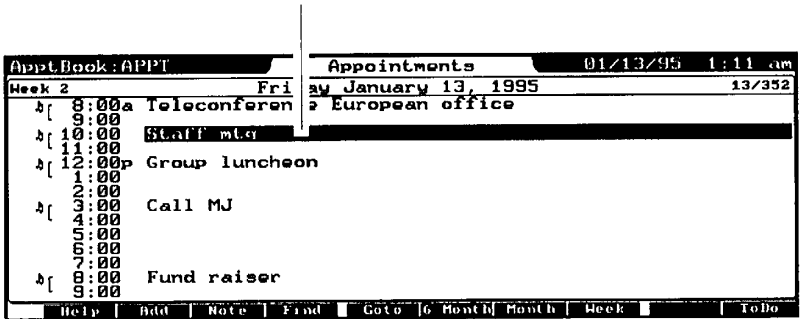 ApptBook:APPT Appointments 01/13/95 1:11 am
Week 2 Friday January 13, 1995 13/352
8:00a Teleconference European office
9:00
10:00 Staff mtg
11:00
12:00p Group luncheon
1:00
2:00
3:00 Call MJ
4:00
5:00
6:00
7:00
8:00 Fund raiser
9:00
Help Add Note Find Goto 6 Month Month Week ToDo